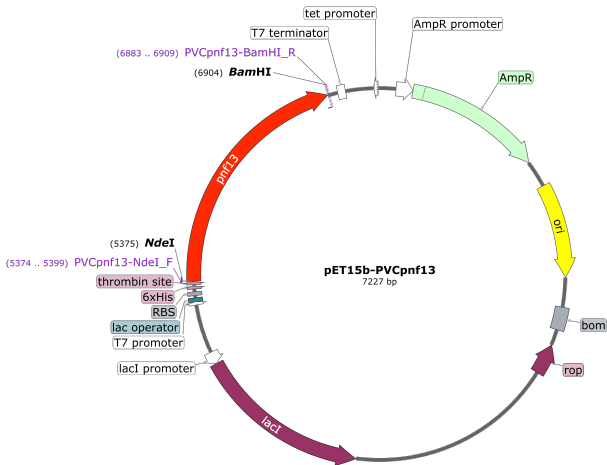 tet promoter
T7 terminator
AmpR promoter
(6883 .. 6909) PVCpnf13-BamHI_R
(6904) BamHI
AmpR
pnf13
ori
(5375) NdeI
(5374 .. 5399) PVCpnf13-NdeI_F
pET15b-PVCpnf13
7227 bp
thrombin site
6xHis
RBS
lac operator
T7 promoter
bom
lacI promoter
rop
lacI